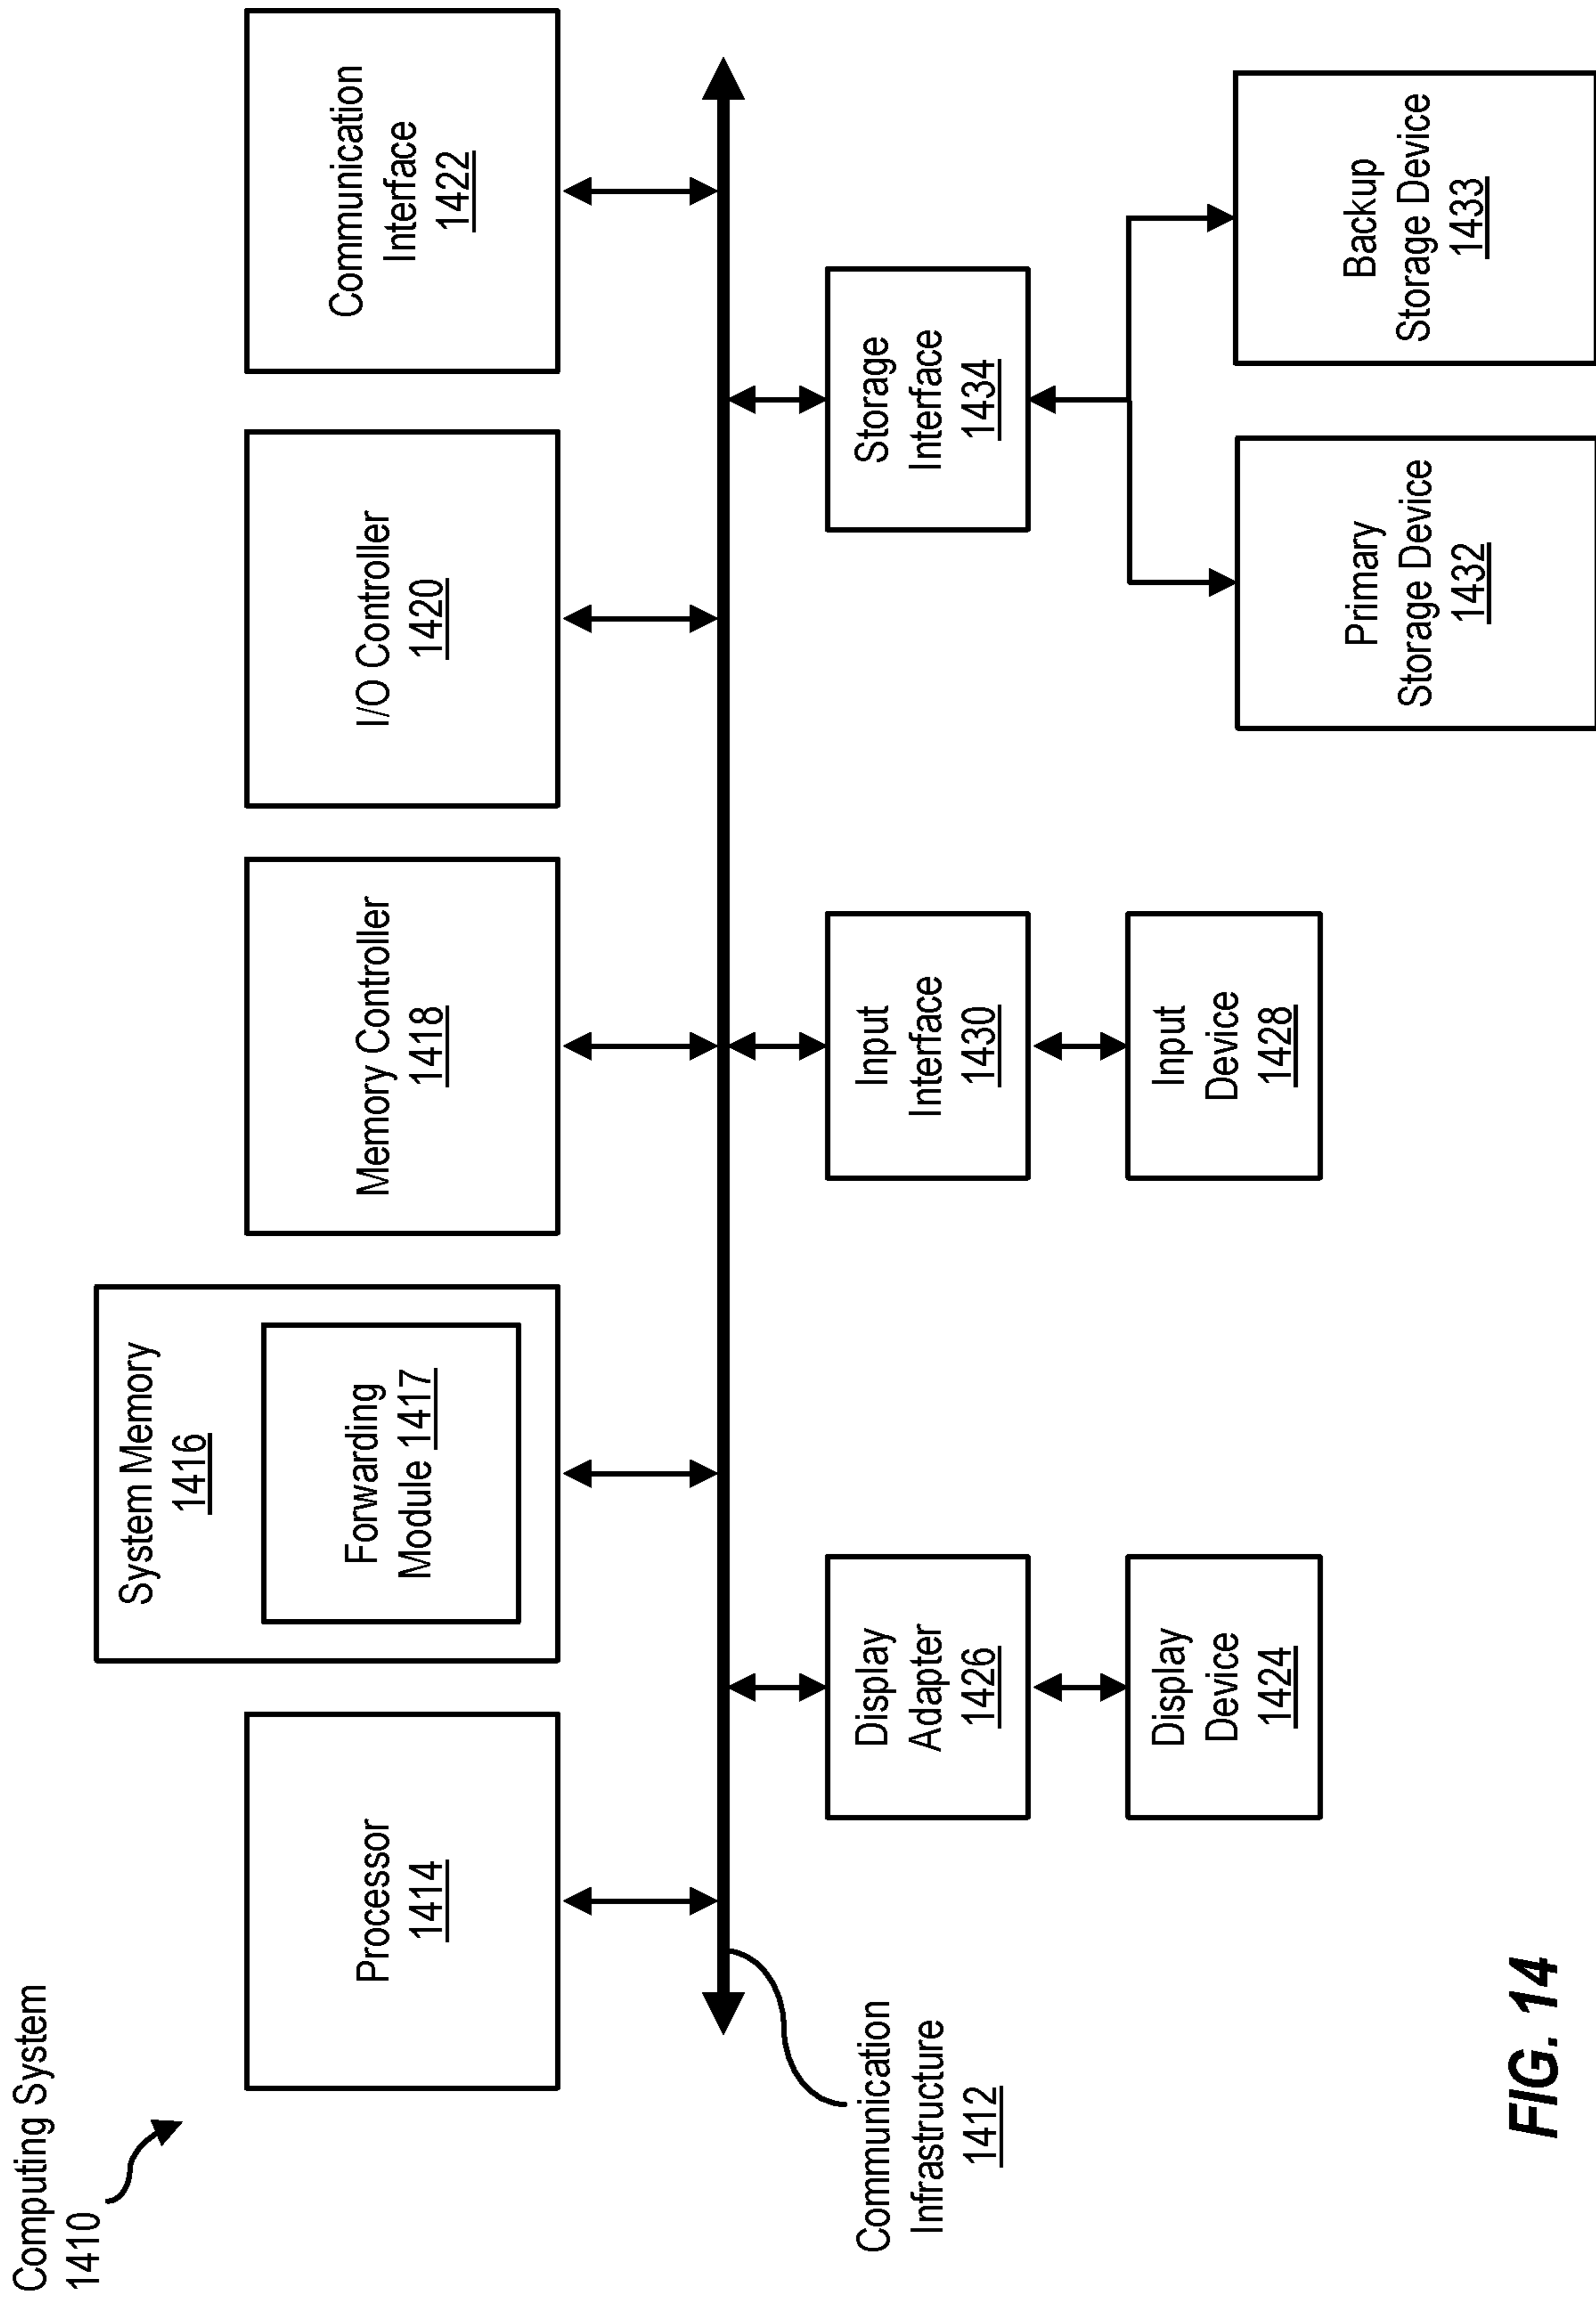 Computing System
1410
Processor
1414
System Memory
1416
Forwarding
Module 1417
Memory Controller
1418
I/O Controller
1420
Communication
Interface
1422
Communication
Infrastructure
1412
Display
Adapter
1426
Input
Interface
1430
Storage
Interface
1434
Display
Device
1424
Input
Device
1428
Primary
Storage Device
1432
Backup
Storage Device
1433
FIG. 14